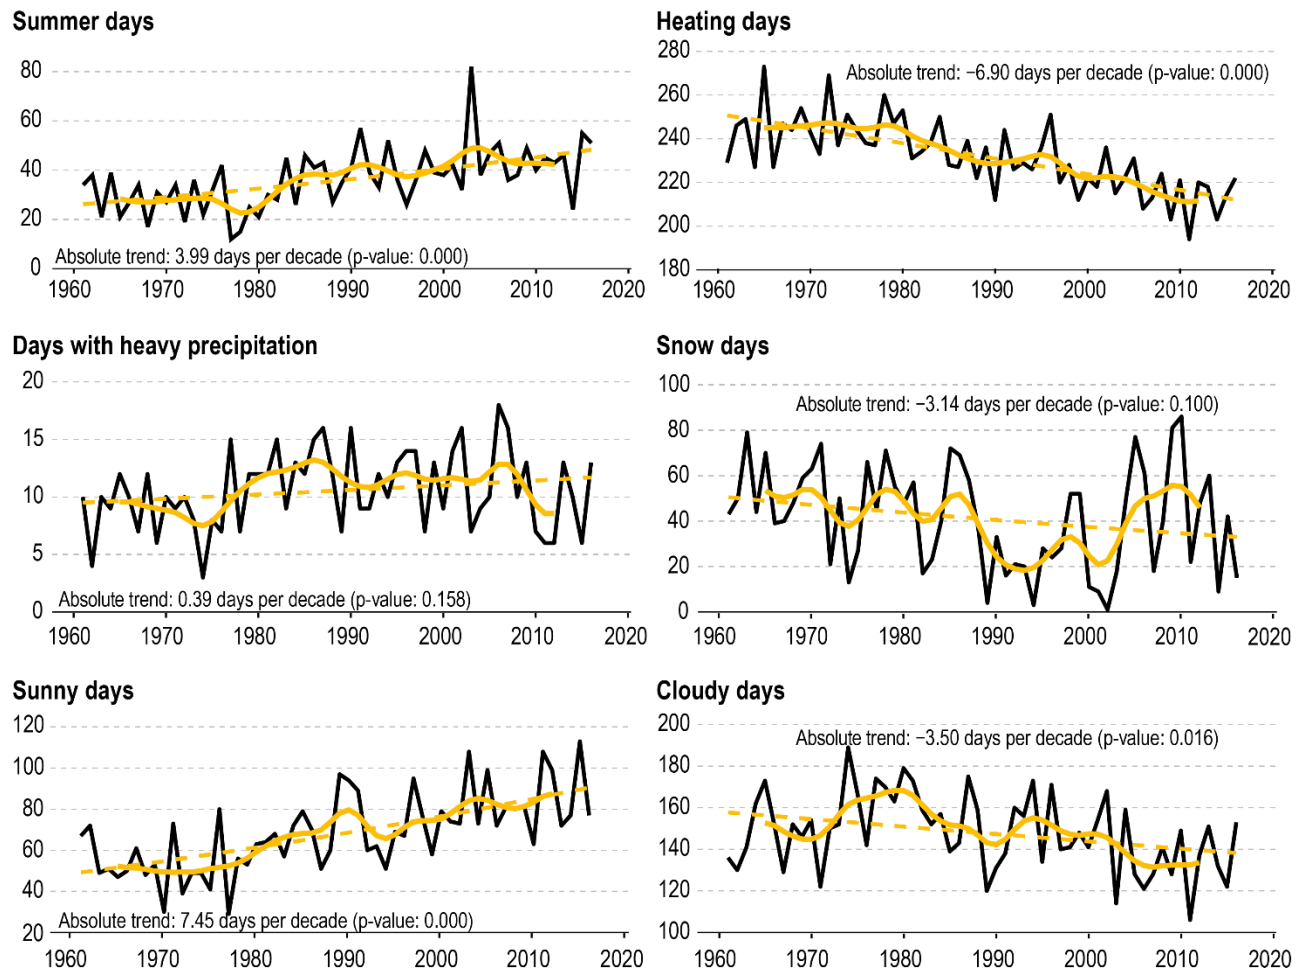 Summer days
80
60
40
20
0
Absolute trend: 3.99 days per decade (p-value: 0.000)
1960 1970 1980 1990 2000 2010 2020
Heating days
280
260
240
220
200
180
Absolute trend: −6.90 days per decade (p-value: 0.000)
1960 1970 1980 1990 2000 2010 2020
Days with heavy precipitation
20
15
10
5
0
Absolute trend: 0.39 days per decade (p-value: 0.158)
1960 1970 1980 1990 2000 2010 2020
Snow days
100
80
60
40
20
0
Absolute trend: −3.14 days per decade (p-value: 0.100)
1960 1970 1980 1990 2000 2010 2020
Sunny days
120
100
80
60
40
20
Absolute trend: 7.45 days per decade (p-value: 0.000)
1960 1970 1980 1990 2000 2010 2020
Cloudy days
200
180
160
140
120
100
Absolute trend: −3.50 days per decade (p-value: 0.016)
1960 1970 1980 1990 2000 2010 2020